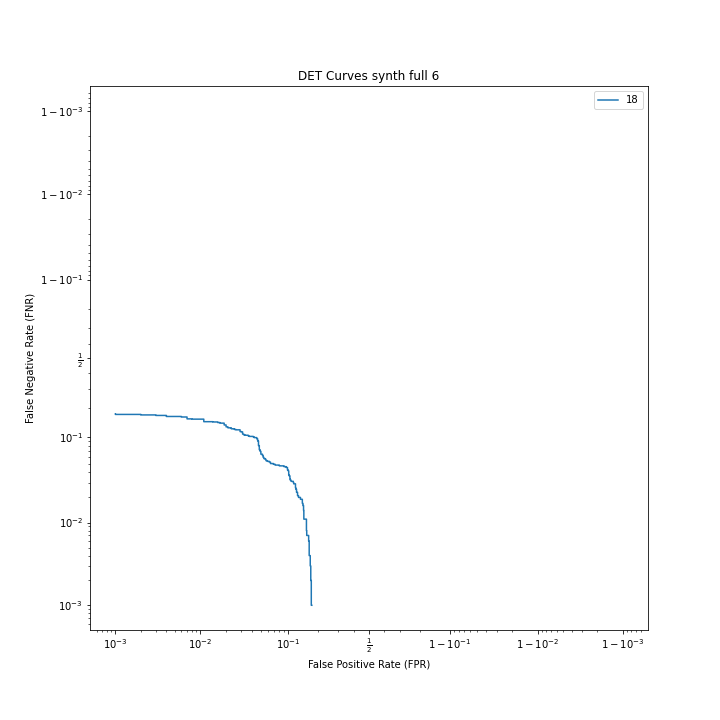 DET Curves synth full 6
18
1 − 10⁻³
1 − 10⁻²
1 − 10⁻¹
1/2
10⁻¹
10⁻²
10⁻³
False Negative Rate (FNR)
10⁻³ 10⁻² 10⁻¹ 1/2 1 − 10⁻¹ 1 − 10⁻² 1 − 10⁻³
False Positive Rate (FPR)